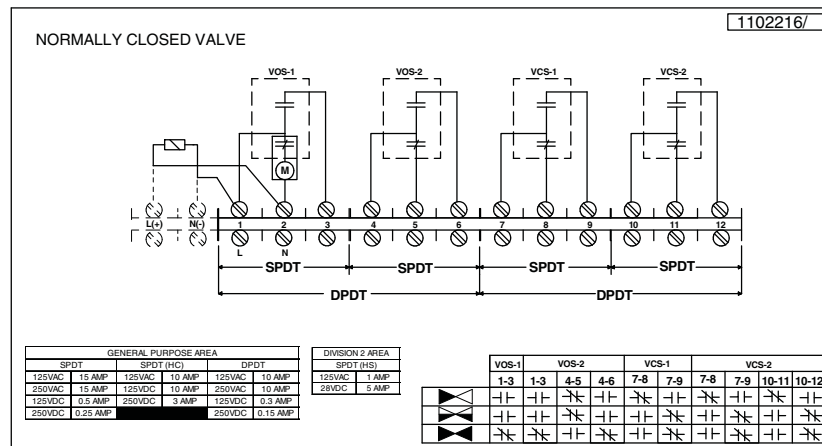 1102216/
NORMALLY CLOSED VALVE
VOS-1 VOS-2 VCS-1 VCS-2
M
L(+) N(-) 1 2 3 4 5 6 7 8 9 10 11 12
L N
SPDT SPDT SPDT SPDT
DPDT DPDT
GENERAL PURPOSE AREA
SPDT SPDT (HC) DPDT
125VAC 15 AMP 125VAC 10 AMP 125VAC 10 AMP
250VAC 15 AMP 125VDC 10 AMP 250VAC 10 AMP
125VDC 0.5 AMP 250VDC 3 AMP 125VDC 0.3 AMP
250VDC 0.25 AMP 250VDC 0.15 AMP
DIVISION 2 AREA
SPDT (HS)
125VAC 1 AMP
28VDC 5 AMP
VOS-1 VOS-2 VCS-1 VCS-2
1-3 1-3 4-5 4-6 7-8 7-9 7-8 7-9 10-11 10-12